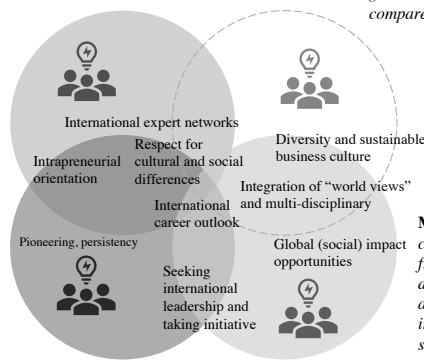 compare
International expert networks
Respect for
cultural and social
differences
Intrapreneurial
orientation
Diversity and sustainable
business culture
Integration of “world views”
and multi-disciplinary
International
career outlook
Pioneering, persistency
Global (social) impact
opportunities
Seeking
international
leadership and
taking initiative